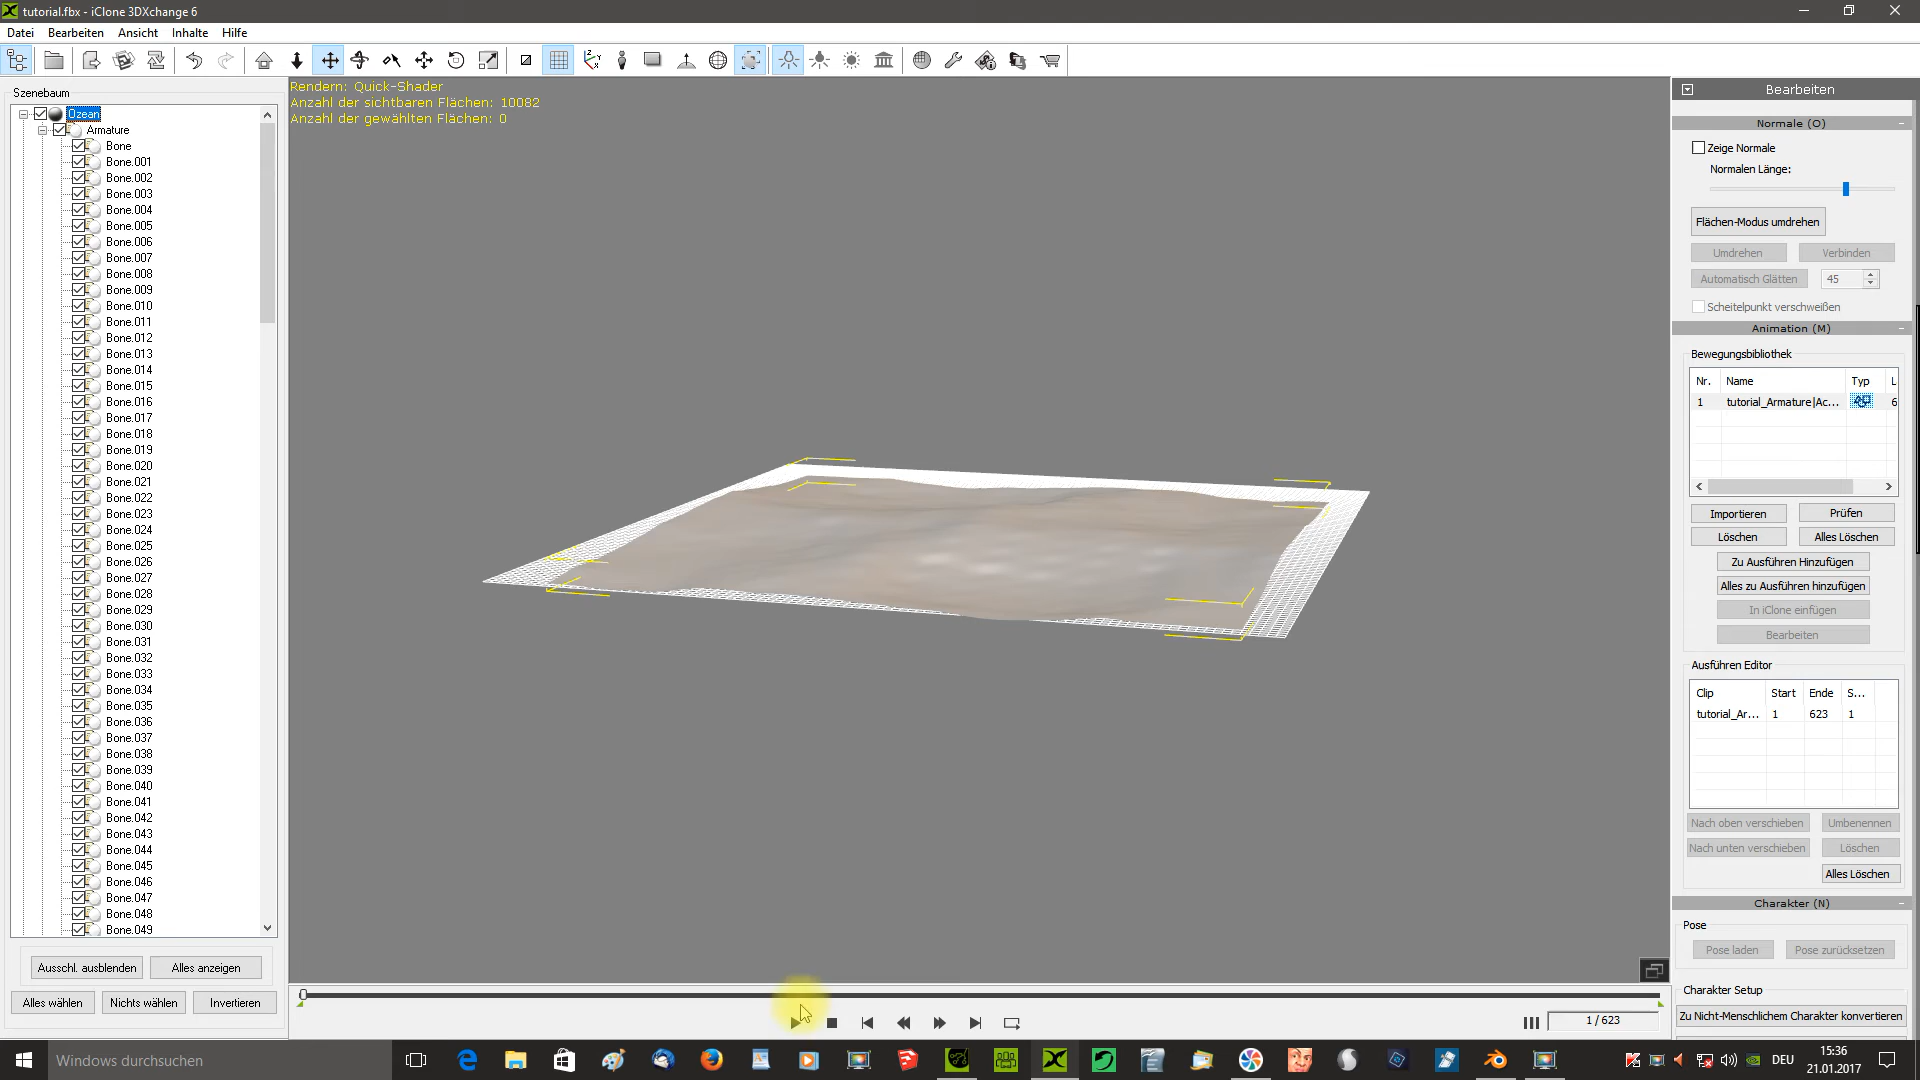 tutorial.fbx - iClone 3DXchange 6
Datei Bearbeiten Ansicht Inhalte Hilfe
Szenebaum
Ozean
Armature
Bone
Bone.001
Bone.002
Bone.003
Bone.004
Bone.005
Bone.006
Bone.007
Bone.008
Bone.009
Bone.010
Bone.011
Bone.012
Bone.013
Bone.014
Bone.015
Bone.016
Bone.017
Bone.018
Bone.019
Bone.020
Bone.021
Bone.022
Bone.023
Bone.024
Bone.025
Bone.026
Bone.027
Bone.028
Bone.029
Bone.030
Bone.031
Bone.032
Bone.033
Bone.034
Bone.035
Bone.036
Bone.037
Bone.038
Bone.039
Bone.040
Bone.041
Bone.042
Bone.043
Bone.044
Bone.045
Bone.046
Bone.047
Bone.048
Bone.049
Ausschl. ausblenden Alles anzeigen
Alles wählen Nichts wählen Invertieren
Rendern: Quick-Shader
Anzahl der sichtbaren Flächen: 10082
Anzahl der gewählten Flächen: 0
1 / 623
Bearbeiten
Normale (O)
Zeige Normale
Normalen Länge:
Flächen-Modus umdrehen
Umdrehen Verbinden
Automatisch Glätten 45
Scheitelpunkt verschweißen
Animation (M)
Bewegungsbibliothek
Nr. Name Typ L
1 tutorial_Armature|Ac... 6
Importieren Prüfen
Löschen Alles Löschen
Zu Ausführen Hinzufügen
Alles zu Ausführen hinzufügen
In iClone einfügen
Bearbeiten
Ausführen Editor
Clip Start Ende S...
tutorial_Ar... 1 623 1
Nach oben verschieben Umbenennen
Nach unten verschieben Löschen
Alles Löschen
Charakter (N)
Pose
Pose laden Pose zurücksetzen
Charakter Setup
Zu Nicht-Menschlichem Charakter konvertieren
Windows durchsuchen
DEU
15:36
21.01.2017